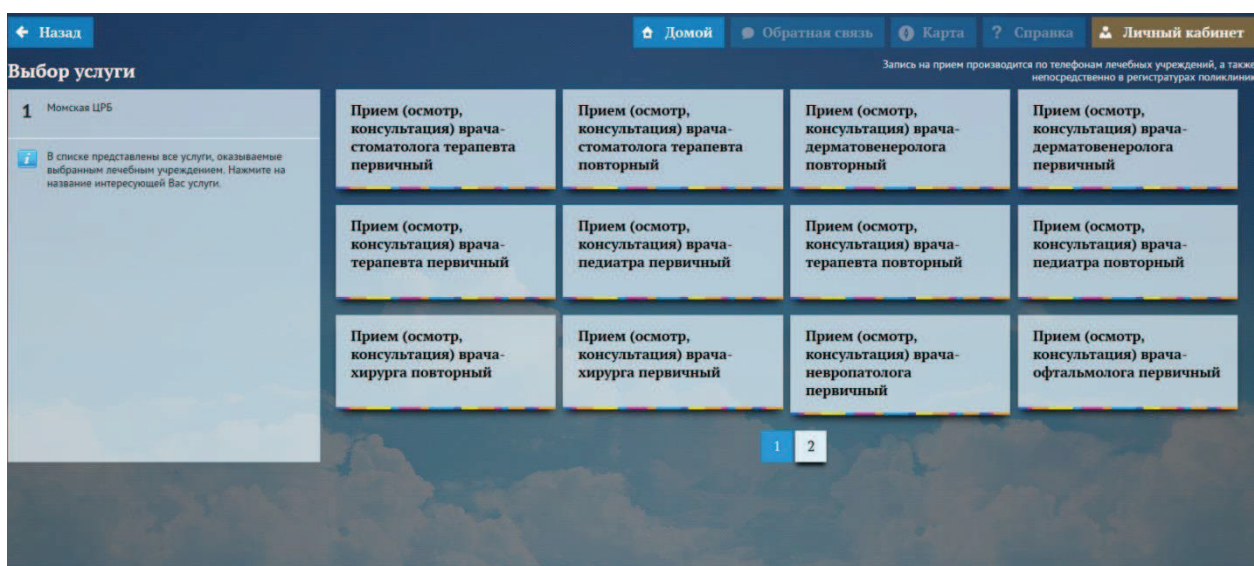 Назад
Домой
Обратная связь
Карта
? Справка
Личный кабинет
Выбор услуги
Запись на прием производится по телефонам лечебных учреждений, а также
непосредственно в регистратурах поликлиник
1 Момская ЦРБ
i В списке представлены все услуги, оказываемые
выбранным лечебным учреждением. Нажмите на
название интересующей Вас услуги.
Прием (осмотр,
консультация) врача-
стоматолога терапевта
первичный
Прием (осмотр,
консультация) врача-
стоматолога терапевта
повторный
Прием (осмотр,
консультация) врача-
дерматовенеролога
повторный
Прием (осмотр,
консультация) врача-
дерматовенеролога
первичный
Прием (осмотр,
консультация) врача-
терапевта первичный
Прием (осмотр,
консультация) врача-
педиатра первичный
Прием (осмотр,
консультация) врача-
терапевта повторный
Прием (осмотр,
консультация) врача-
педиатра повторный
Прием (осмотр,
консультация) врача-
хирурга повторный
Прием (осмотр,
консультация) врача-
хирурга первичный
Прием (осмотр,
консультация) врача-
невропатолога
первичный
Прием (осмотр,
консультация) врача-
офтальмолога первичный
1 2